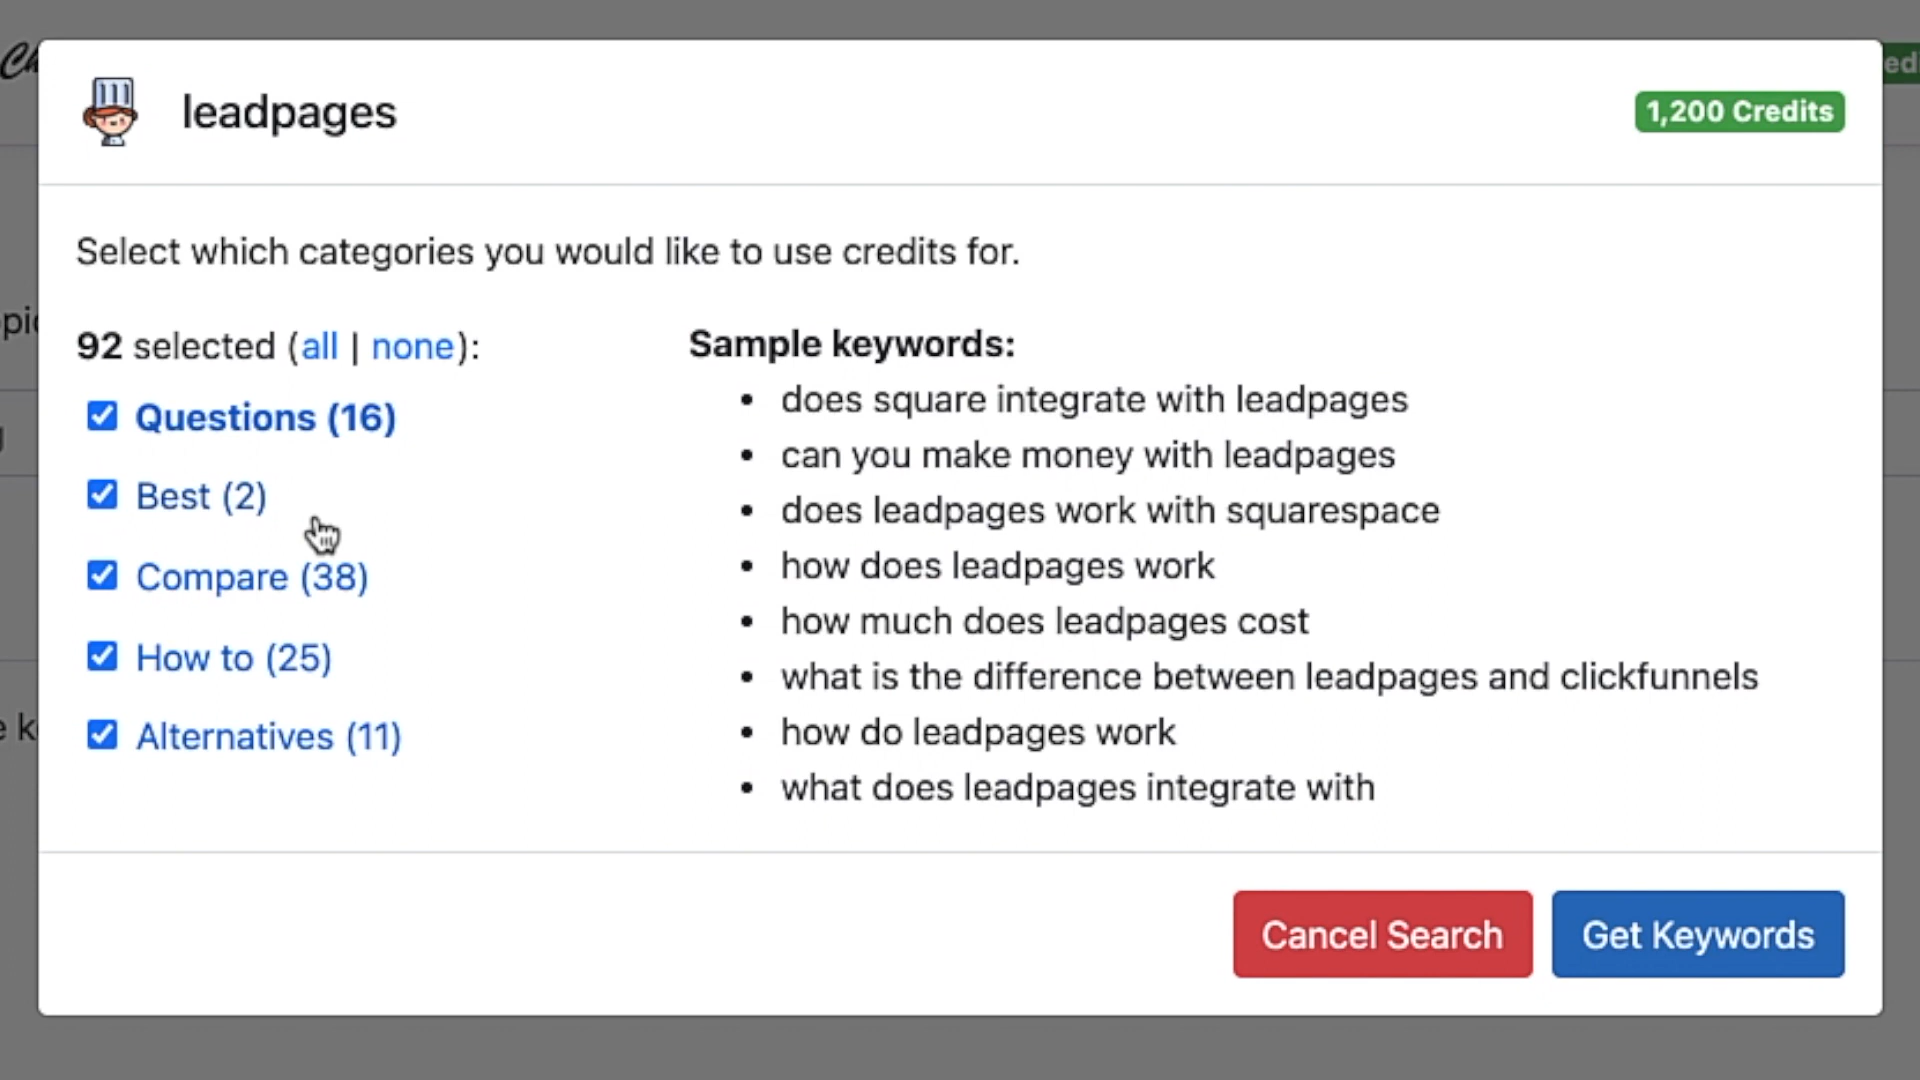 Ch
leadpages
1,200 Credits
edi
Select which categories you would like to use credits for.
92 selected (all | none):
Questions (16)
Best (2)
Compare (38)
How to (25)
Alternatives (11)
Sample keywords:
• does square integrate with leadpages
• can you make money with leadpages
• does leadpages work with squarespace
• how does leadpages work
• how much does leadpages cost
• what is the difference between leadpages and clickfunnels
• how do leadpages work
• what does leadpages integrate with
Cancel Search
Get Keywords